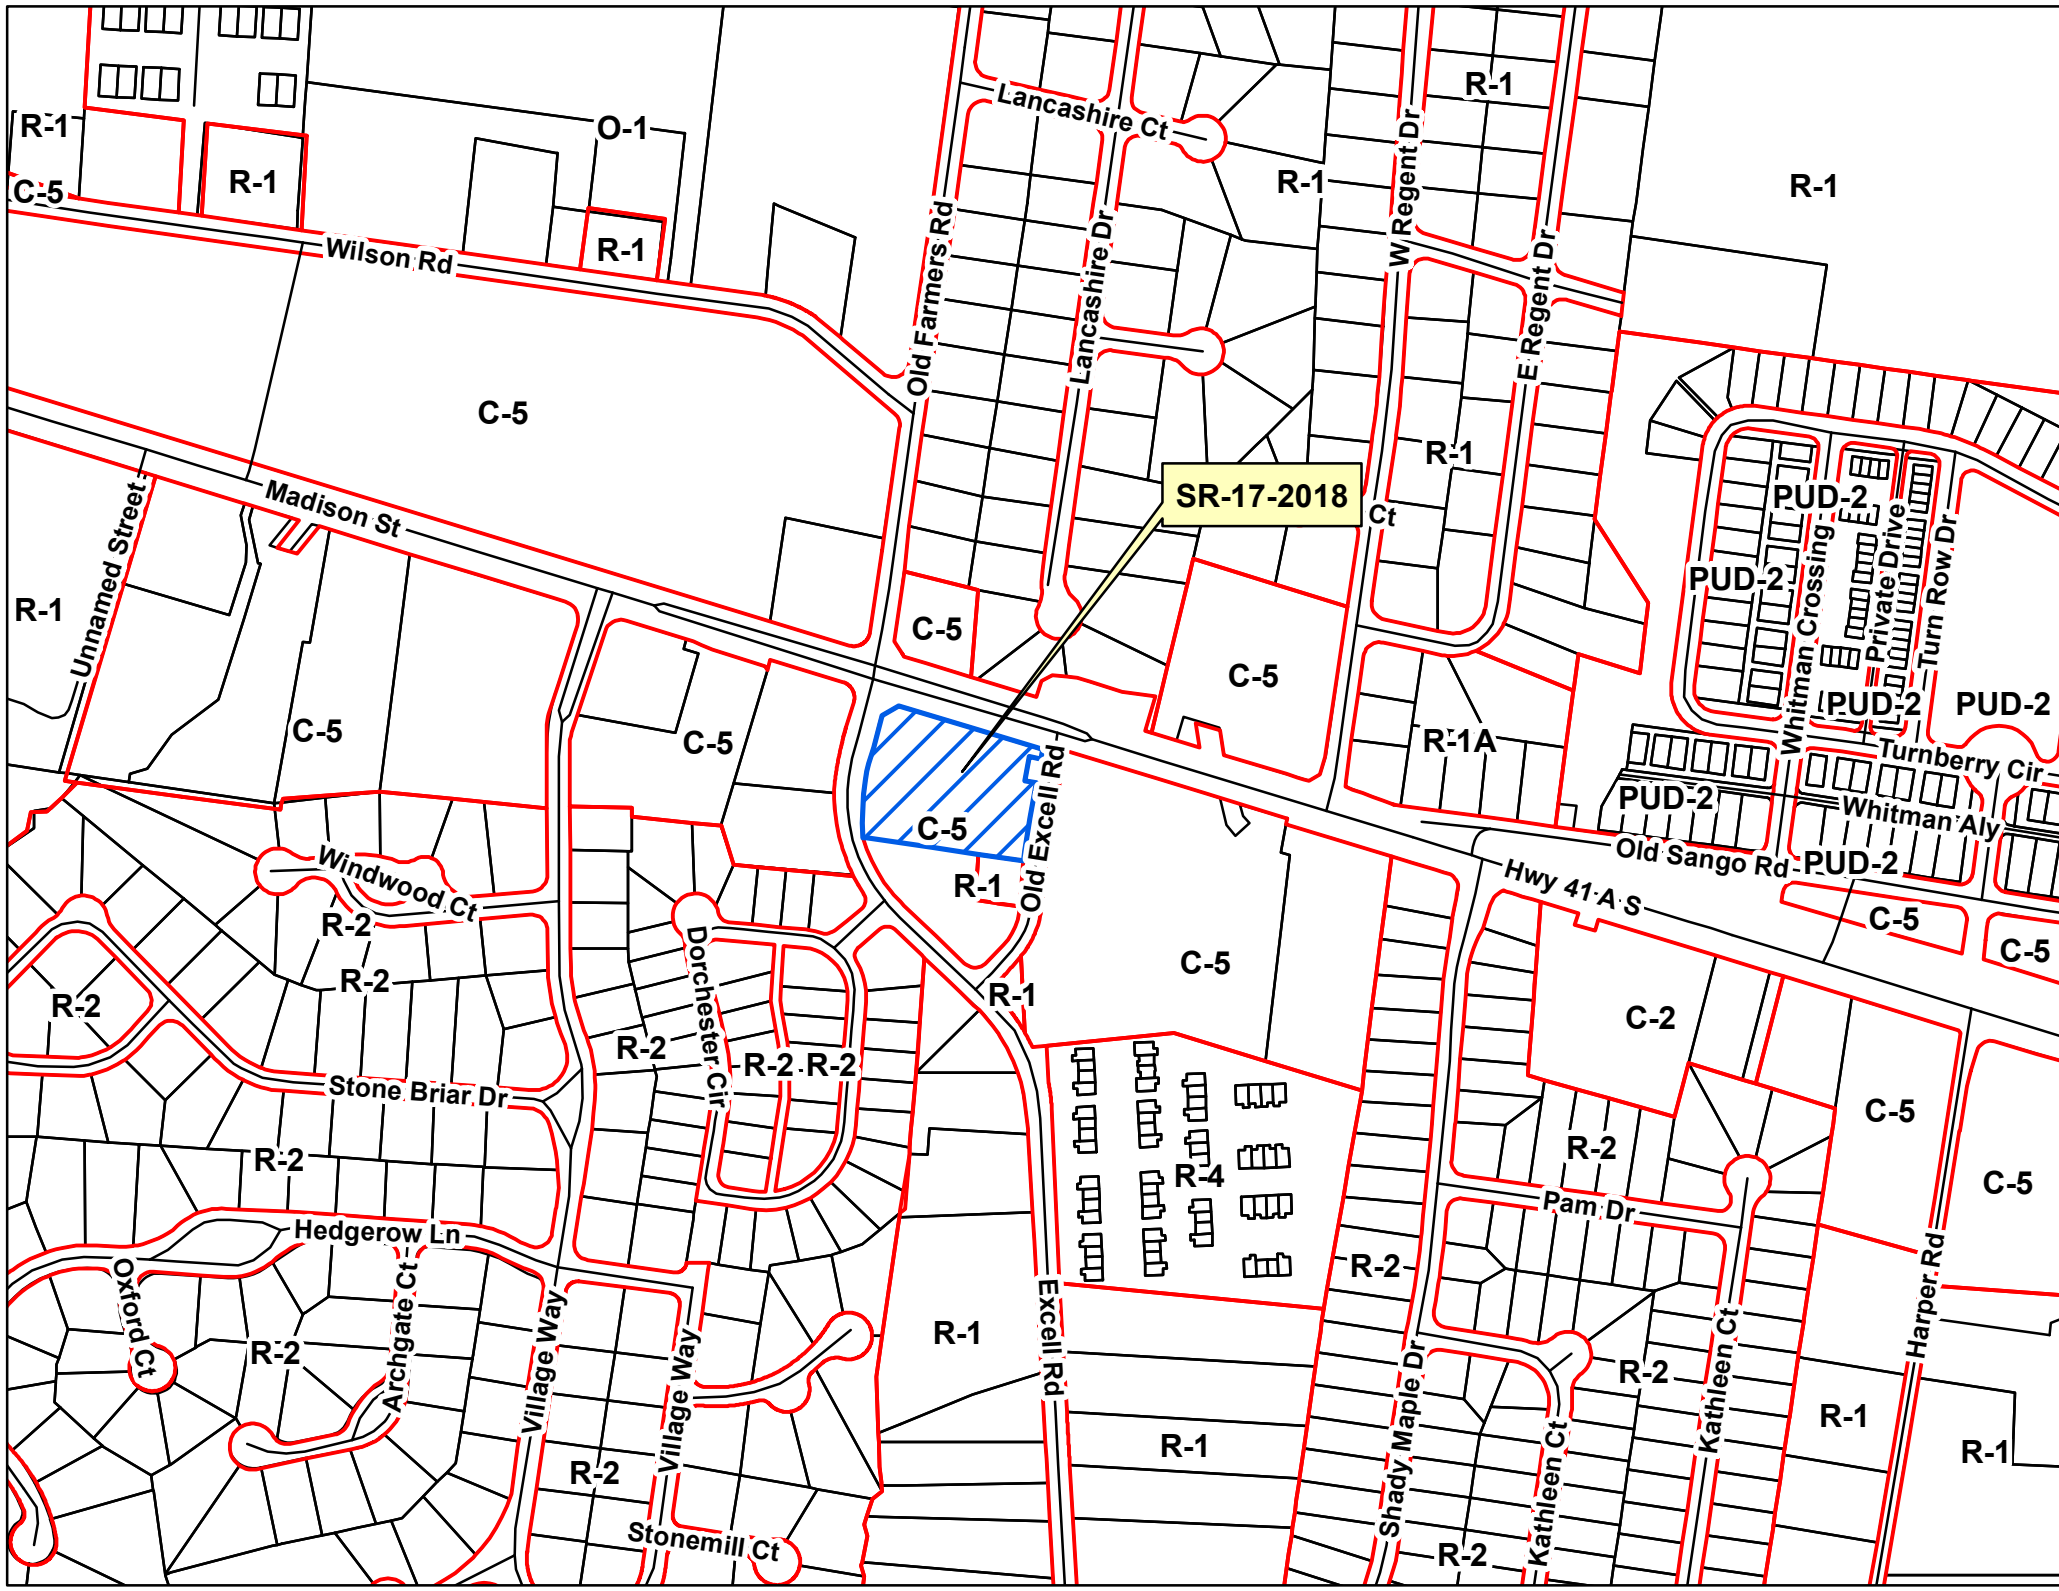 R-1
Lancashire Ct
R-1
O-1
R-1
W Regent Dr
R-1
R-1
R-1
C-5
Wilson Rd
R-1
Old Farmers Rd
Lancashire Dr
E Regent Dr
C-5
R-1
Madison St
SR-17-2018
Ct
PUD-2
Unnamed Street
R-1
PUD-2
Whitman Crossing
Private Drive
Turn Row Dr
C-5
C-5
PUD-2
PUD-2
C-5
C-5
R-1A
Turnberry Cir
C-5
Old Excell Rd
PUD-2
Whitman Aly
Windwood Ct
R-1
Old Sango Rd
PUD-2
Hwy 41 A S
R-2
C-5
C-5
R-2
Dorchester Cir
C-5
R-1
R-2
C-2
R-2
R-2
R-2
Stone Briar Dr
C-5
R-2
R-4
R-2
C-5
Pam Dr
Hedgerow Ln
R-2
Oxford Ct
Archgate Ct
R-2
Village Way
Village Way
R-1
Excell Rd
Harper Rd
R-2
Shady Maple Dr
Kathleen Ct
Kathleen Ct
R-1
R-1
R-1
R-2
Stonemill Ct
R-2